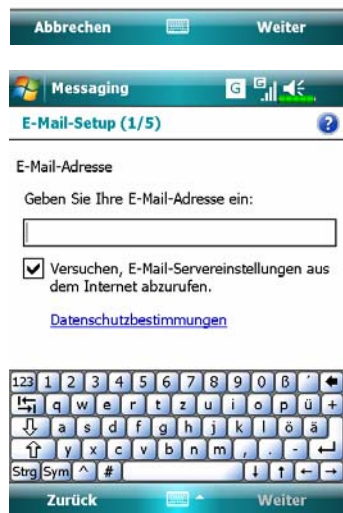 Abbrechen Weiter
Messaging G G
E-Mail-Setup (1/5) ?
E-Mail-Adresse
Geben Sie Ihre E-Mail-Adresse ein:
Versuchen, E-Mail-Servereinstellungen aus
dem Internet abzurufen.
Datenschutzbestimmungen
123 1 2 3 4 5 6 7 8 9 0 ß ´
q w e r t z u i o p ü +
a s d f g h j k l ö ä
y x c v b n m , . -
Strg Sym ^ #
Zurück Weiter